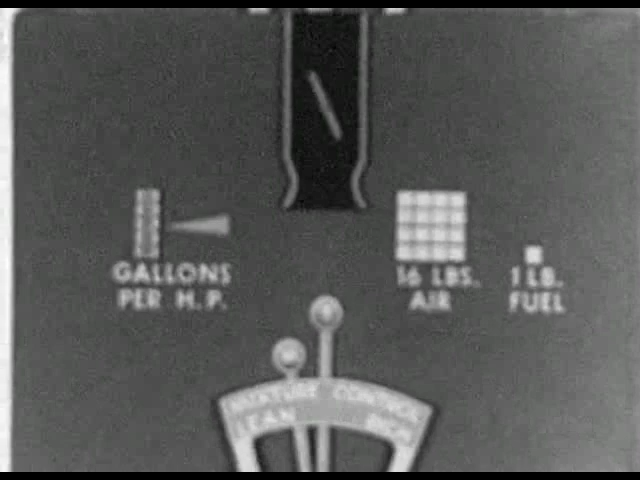 GALLONS
PER H.P.
16 LBS.
AIR
1 LB.
FUEL
MIXTURE CONTROL
LEAN RICH